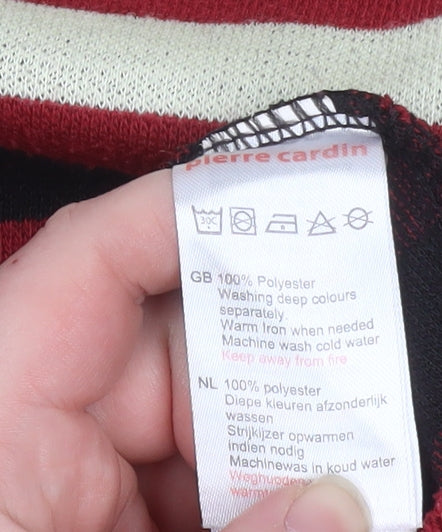 pierre cardin
30C
GB 100% Polyester
Washing deep colours
separately.
Warm Iron when needed
Machine wash cold water
Keep away from fire
NL 100% polyester
Diepe kleuren afzonderlijk
wassen
Strijkijzer opwarmen
indien nodig
Machinewas in koud water